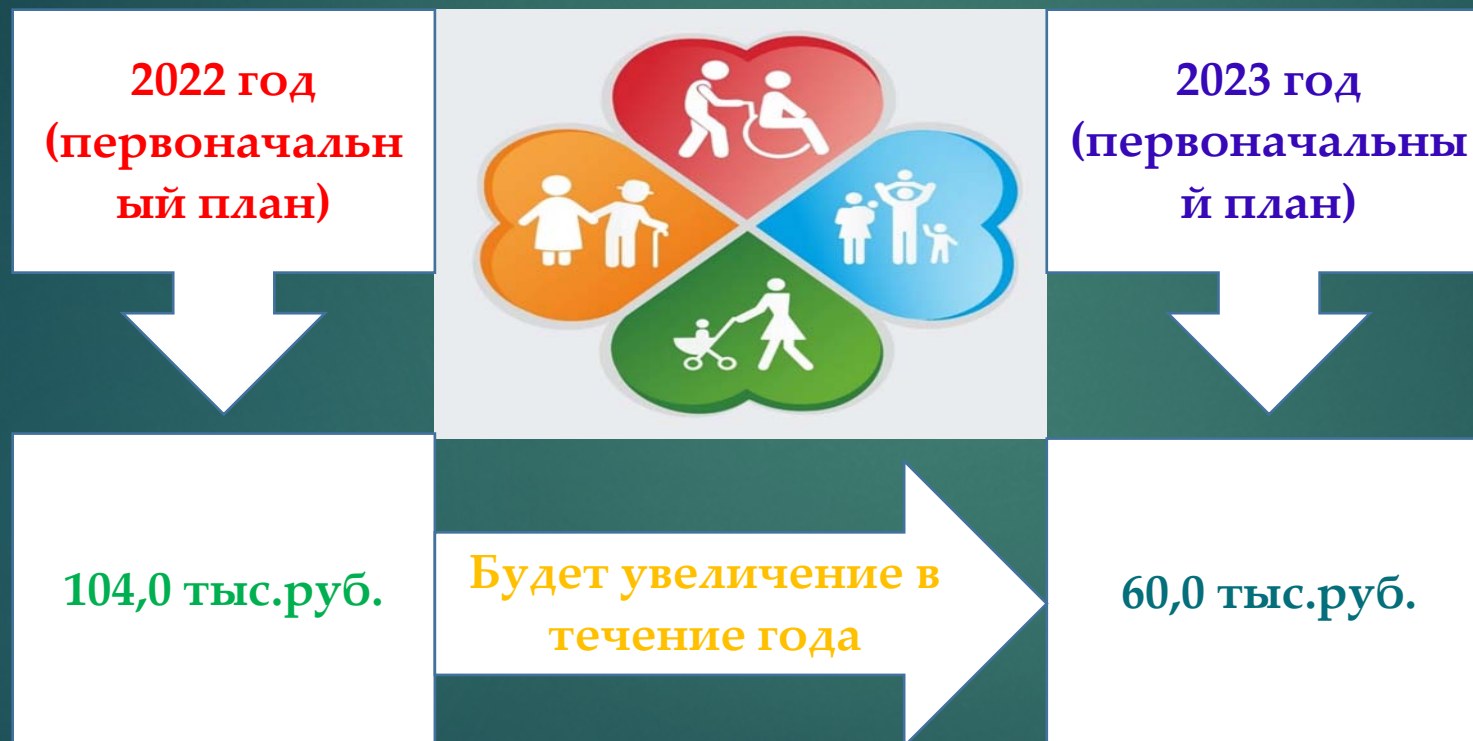 2022 год
(первоначальн
ый план)
2023 год
(первоначальны
й план)
104,0 тыс.руб.
Будет увеличение в
течение года
60,0 тыс.руб.